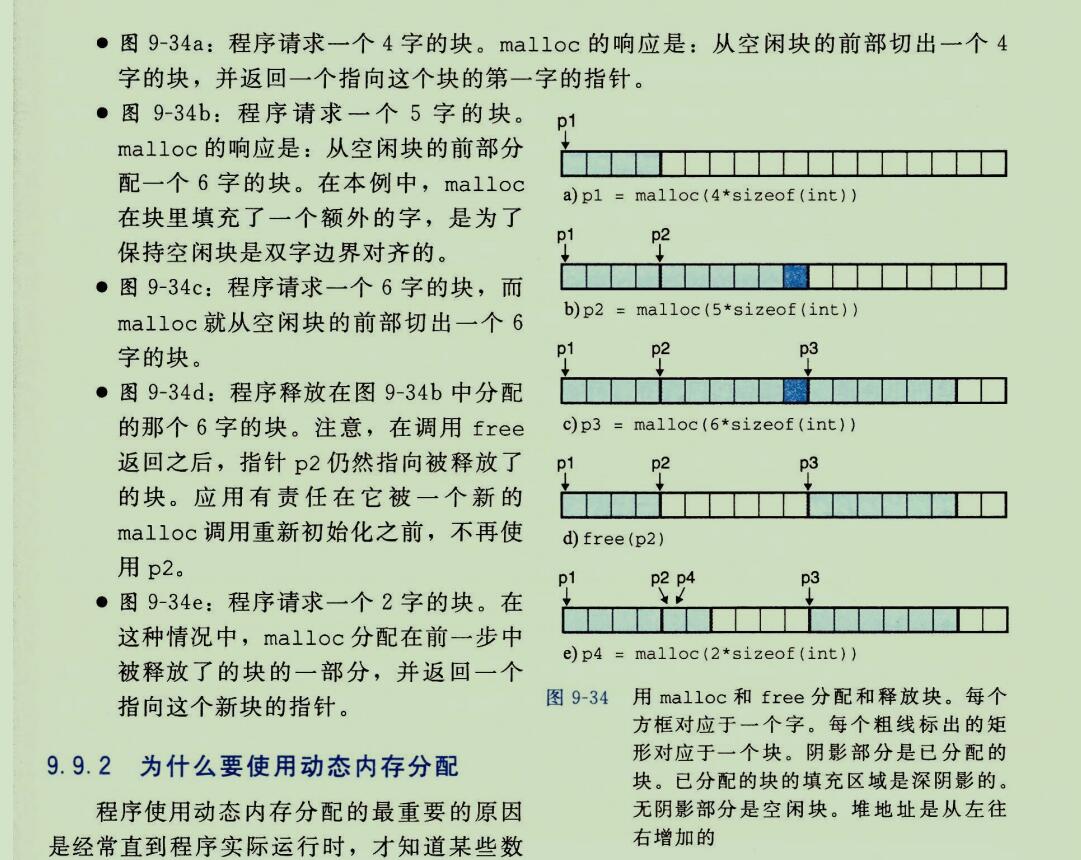 ● 图 9-34a：程序请求一个 4 字的块。malloc 的响应是：从空闲块的前部切出一个 4
字的块，并返回一个指向这个块的第一字的指针。
● 图 9-34b：程序请求一个 5 字的块。
malloc 的响应是：从空闲块的前部分
配一个 6 字的块。在本例中，malloc
在块里填充了一个额外的字，是为了
保持空闲块是双字边界对齐的。
● 图 9-34c：程序请求一个 6 字的块，而
malloc 就从空闲块的前部切出一个 6
字的块。
● 图 9-34d：程序释放在图 9-34b 中分配
的那个 6 字的块。注意，在调用 free
返回之后，指针 p2 仍然指向被释放了
的块。应用有责任在它被一个新的
malloc 调用重新初始化之前，不再使
用 p2。
● 图 9-34e：程序请求一个 2 字的块。在
这种情况中，malloc 分配在前一步中
被释放了的块的一部分，并返回一个
指向这个新块的指针。
p1
a) p1 = malloc(4*sizeof(int))
p1 p2
b) p2 = malloc(5*sizeof(int))
p1 p2 p3
c) p3 = malloc(6*sizeof(int))
p1 p2 p3
d) free(p2)
p1 p2 p4 p3
e) p4 = malloc(2*sizeof(int))
图 9-34 用 malloc 和 free 分配和释放块。每个
方框对应于一个字。每个粗线标出的矩
形对应于一个块。阴影部分是已分配的
块。已分配的块的填充区域是深阴影的。
无阴影部分是空闲块。堆地址是从左往
右增加的
9.9.2 为什么要使用动态内存分配
程序使用动态内存分配的最重要的原因
是经常直到程序实际运行时，才知道某些数